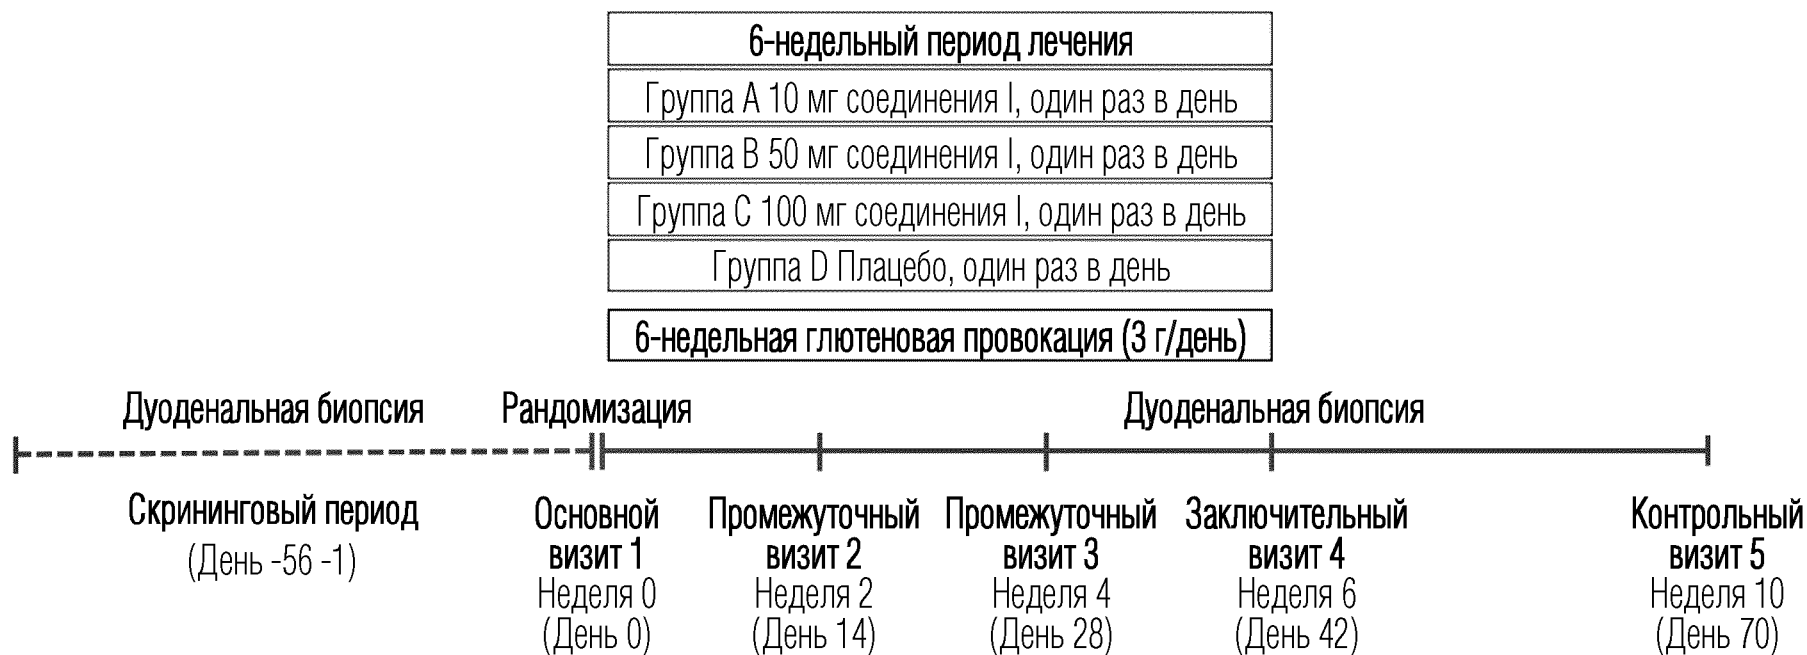 6-недельный период лечения
Группа A 10 мг соединения I, один раз в день
Группа B 50 мг соединения I, один раз в день
Группа C 100 мг соединения I, один раз в день
Группа D Плацебо, один раз в день
6-недельная глютеновая провокация (3 г/день)
Дуоденальная биопсия
Рандомизация
Дуоденальная биопсия
Скрининговый период
(День -56 -1)
Основной
визит 1
Неделя 0
(День 0)
Промежуточный
визит 2
Неделя 2
(День 14)
Промежуточный
визит 3
Неделя 4
(День 28)
Заключительный
визит 4
Неделя 6
(День 42)
Контрольный
визит 5
Неделя 10
(День 70)